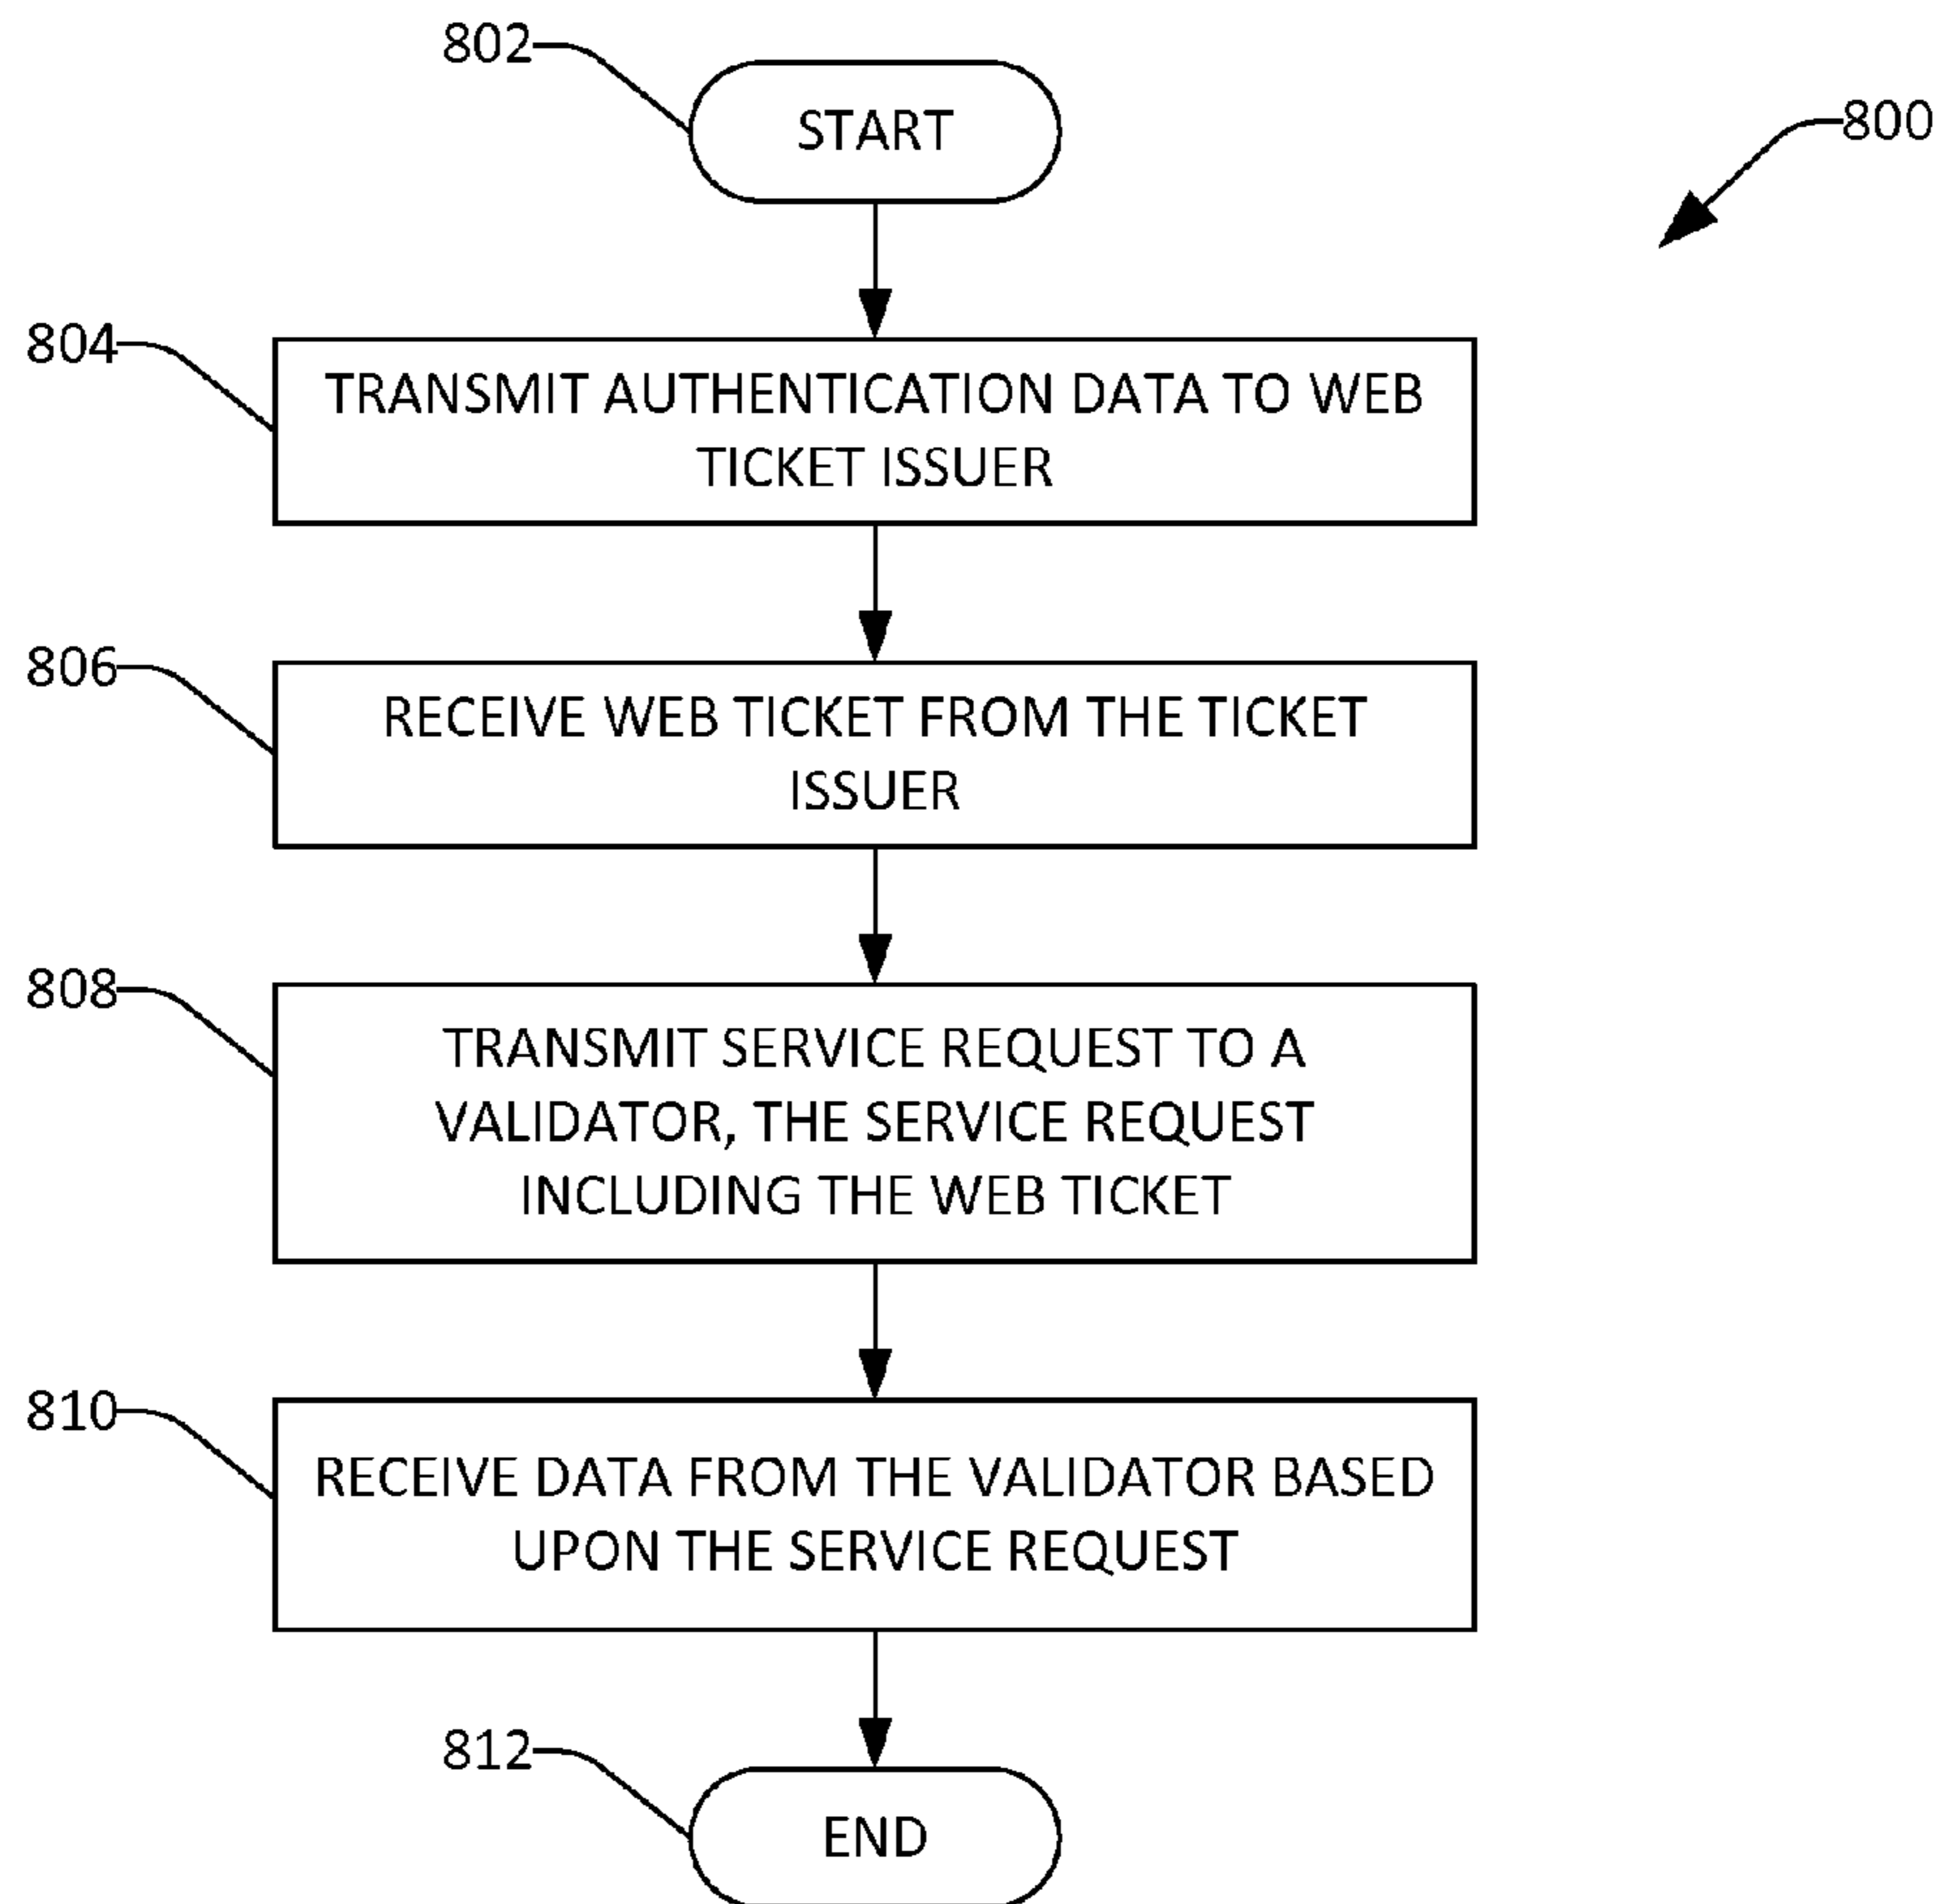 802
START
800
804
TRANSMIT AUTHENTICATION DATA TO WEB
TICKET ISSUER
806
RECEIVE WEB TICKET FROM THE TICKET
ISSUER
808
TRANSMIT SERVICE REQUEST TO A
VALIDATOR, THE SERVICE REQUEST
INCLUDING THE WEB TICKET
810
RECEIVE DATA FROM THE VALIDATOR BASED
UPON THE SERVICE REQUEST
812
END